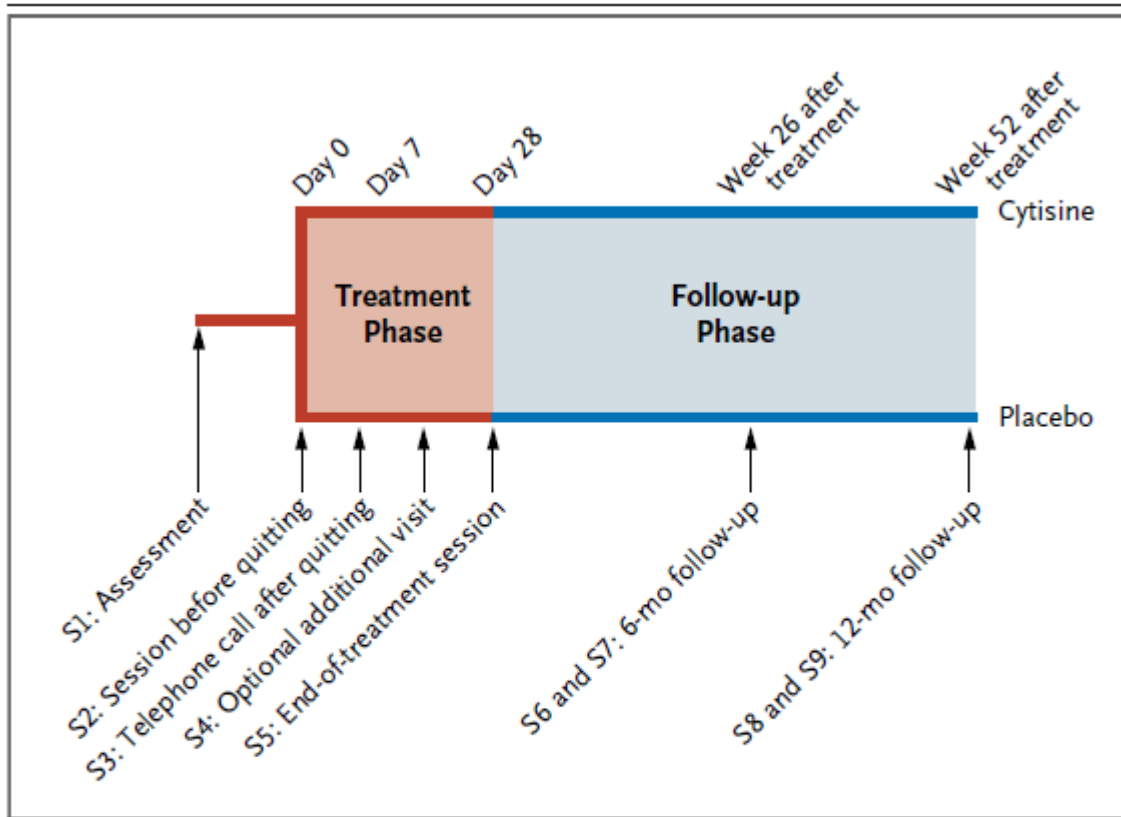 Day 0
Day 7
Day 28
Week 26 after
treatment
Week 52 after
treatment
Cytisine
Treatment
Phase
Follow-up
Phase
Placebo
S1: Assessment
S2: Session before quitting
S3: Telephone call after quitting
S4: Optional additional visit
S5: End-of-treatment session
S6 and S7: 6-mo follow-up
S8 and S9: 12-mo follow-up